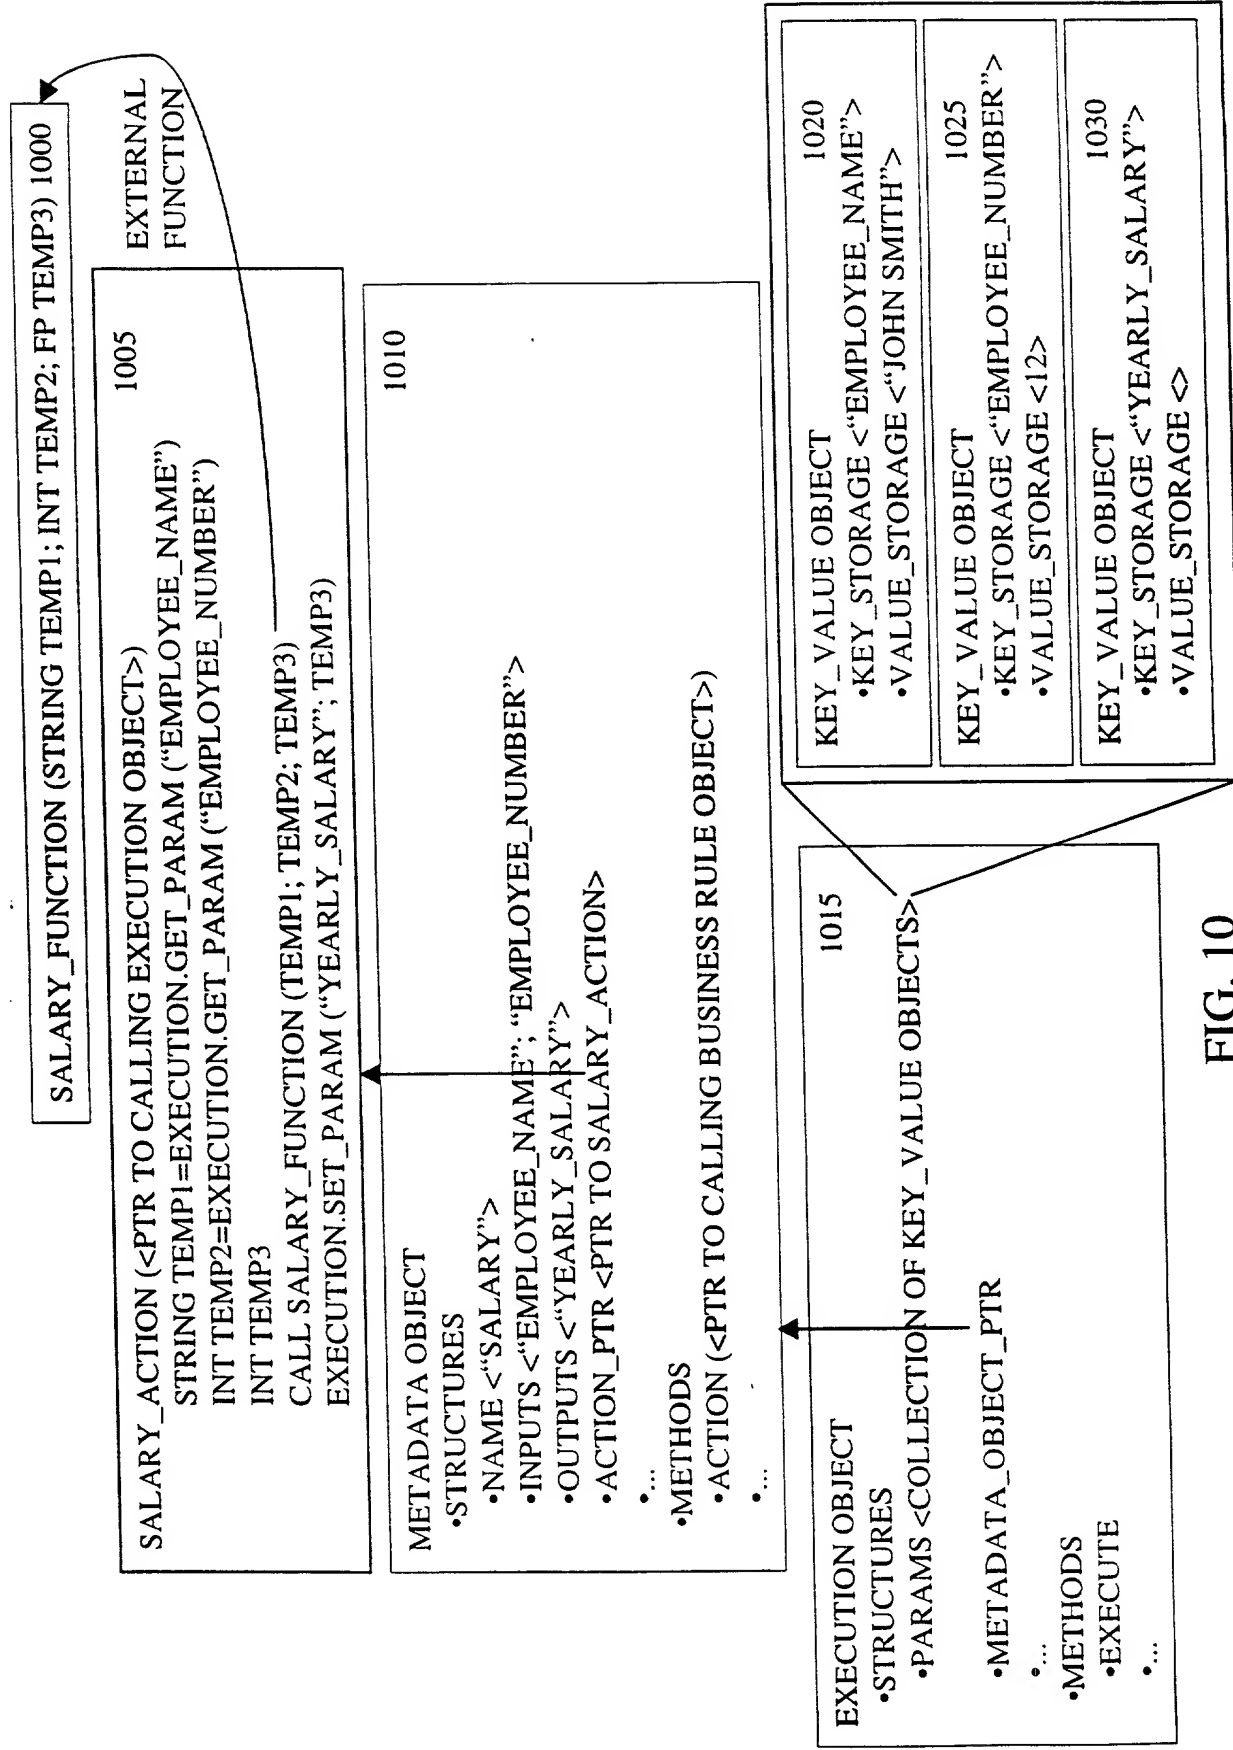 SALARY_FUNCTION (STRING TEMP1; INT TEMP2; FP TEMP3) 1000
EXTERNAL
FUNCTION
1005
SALARY_ACTION (<PTR TO CALLING EXECUTION OBJECT>)
STRING TEMP1=EXECUTION.GET_PARAM (“EMPLOYEE_NAME”)
INT TEMP2=EXECUTION.GET_PARAM (“EMPLOYEE_NUMBER”)
INT TEMP3
CALL SALARY_FUNCTION (TEMP1; TEMP2; TEMP3)
EXECUTION.SET_PARAM (“YEARLY_SALARY”; TEMP3)
1010
METADATA OBJECT
•STRUCTURES
•NAME <“SALARY”>
•INPUTS <“EMPLOYEE_NAME”; “EMPLOYEE_NUMBER”>
•OUTPUTS <“YEARLY_SALARY”>
•ACTION_PTR <PTR TO SALARY_ACTION>
•...
•METHODS
•ACTION (<PTR TO CALLING BUSINESS RULE OBJECT>)
•...
1015
EXECUTION OBJECT
•STRUCTURES
•PARAMS <COLLECTION OF KEY_VALUE OBJECTS>
•METADATA_OBJECT_PTR
•...
•METHODS
•EXECUTE
•...
KEY_VALUE OBJECT 1020
•KEY_STORAGE <“EMPLOYEE_NAME”>
•VALUE_STORAGE <“JOHN SMITH”>
KEY_VALUE OBJECT 1025
•KEY_STORAGE <“EMPLOYEE_NUMBER”>
•VALUE_STORAGE <12>
KEY_VALUE OBJECT 1030
•KEY_STORAGE <“YEARLY_SALARY”>
•VALUE_STORAGE <>
FIG. 10